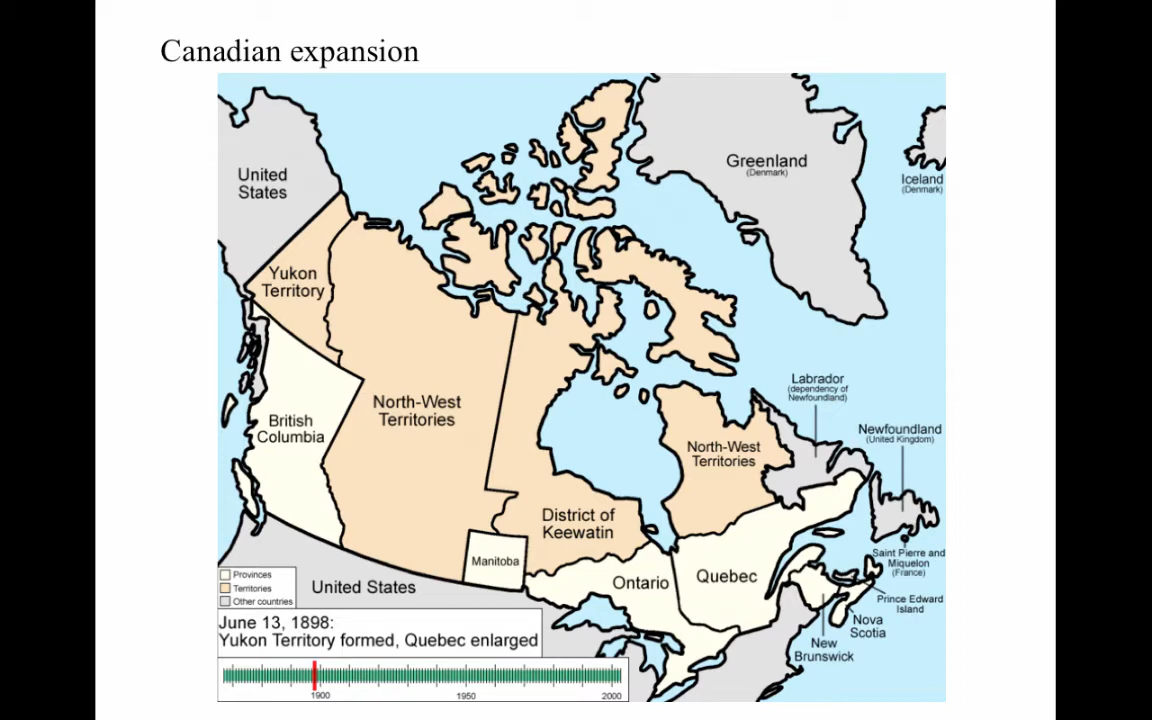 Canadian expansion
United
States
Greenland
(Denmark)
Iceland
(Denmark)
Yukon
Territory
North-West
Territories
British
Columbia
Labrador
(dependency of
Newfoundland)
Newfoundland
(United Kingdom)
North-West
Territories
District of
Keewatin
Manitoba
Ontario
Quebec
Saint Pierre and
Miquelon
(France)
Prince Edward
Island
Nova
Scotia
New
Brunswick
United States
Provinces
Territories
Other countries
June 13, 1898:
Yukon Territory formed, Quebec enlarged
1900 1950 2000